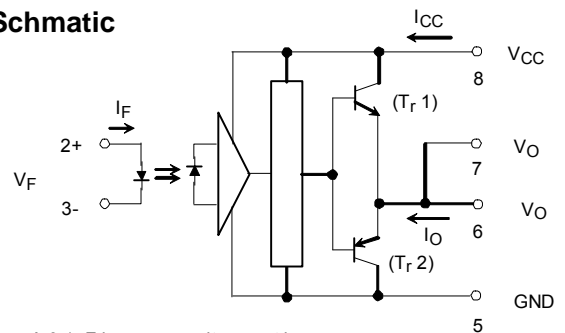 Schmatic
ICC
VCC
8
(Tr 1)
IF
2+
VO
7
VF
3-
VO
6
IO
(Tr 2)
GND
5